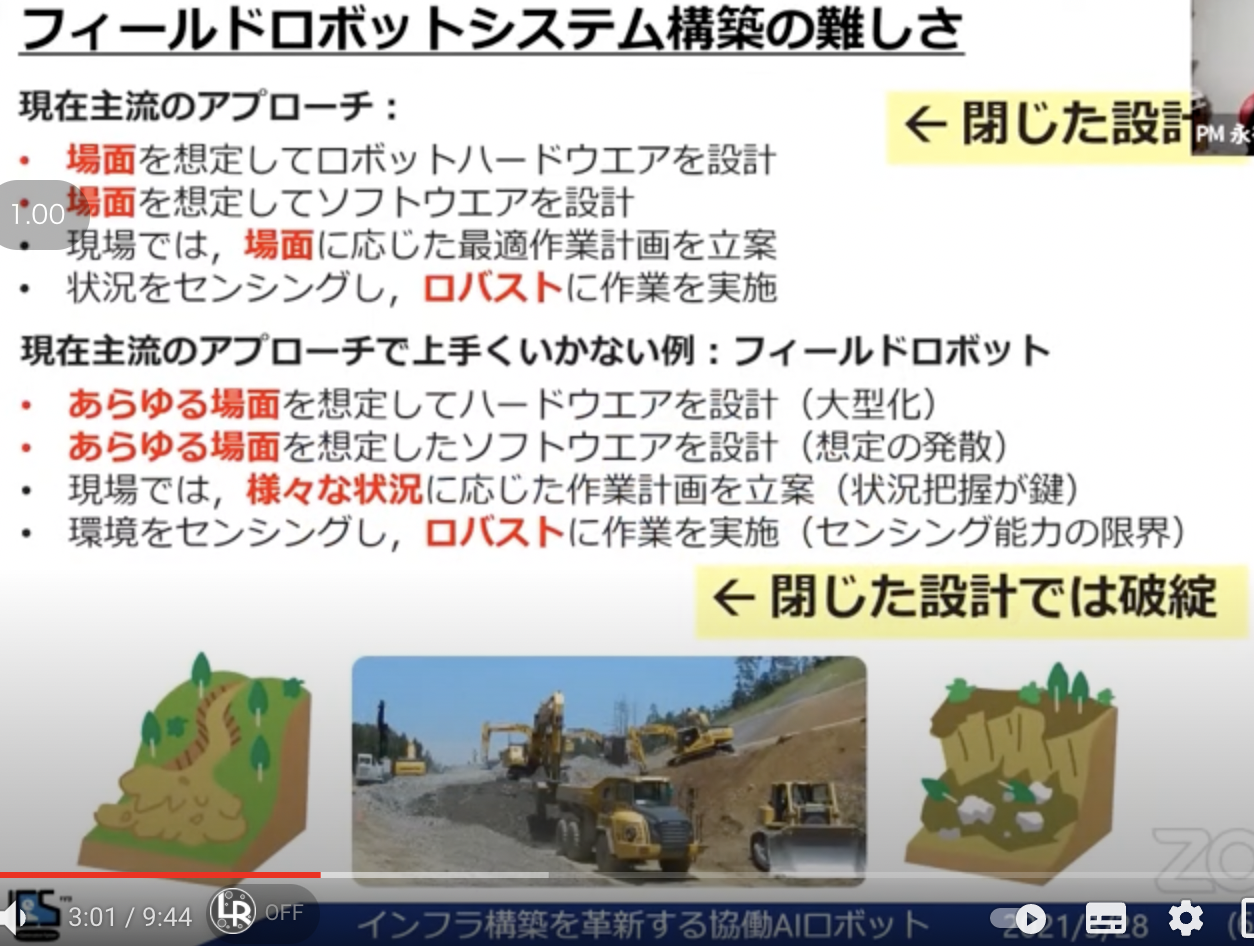 フィールドロボットシステム構築の難しさ
現在主流のアプローチ：
← 閉じた設計
PM 永
• 場面を想定してロボットハードウエアを設計
• 場面を想定してソフトウエアを設計
1.00
• 現場では，場面に応じた最適作業計画を立案
• 状況をセンシングし，ロバストに作業を実施
現在主流のアプローチで上手くいかない例：フィールドロボット
• あらゆる場面を想定してハードウエアを設計（大型化）
• あらゆる場面を想定したソフトウエアを設計（想定の発散）
• 現場では，様々な状況に応じた作業計画を立案（状況把握が鍵）
• 環境をセンシングし，ロバストに作業を実施（センシング能力の限界）
← 閉じた設計では破綻
ZO
3:01 / 9:44
LR
OFF
インフラ構築を革新する協働AIロボット